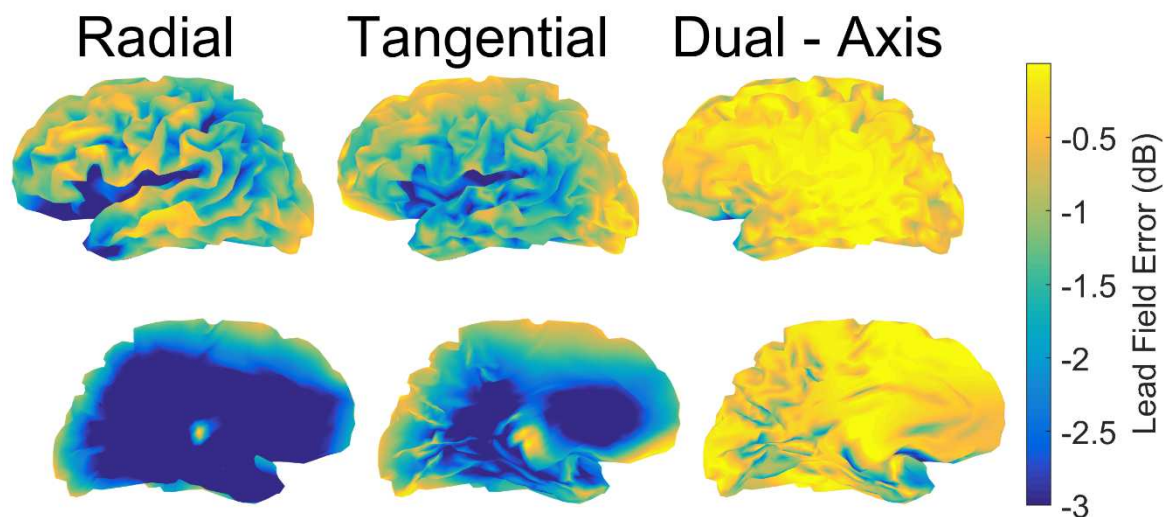 Radial
Tangential
Dual - Axis
-0.5
-1
-1.5
-2
-2.5
-3
Lead Field Error (dB)